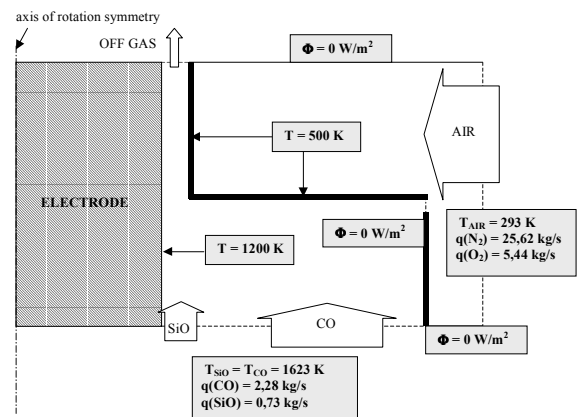 axis of rotation symmetry
OFF GAS
Φ = 0 W/m²
AIR
T = 500 K
ELECTRODE
T_AIR = 293 K
q(N₂) = 25,62 kg/s
q(O₂) = 5,44 kg/s
Φ = 0 W/m²
T = 1200 K
SiO
CO
Φ = 0 W/m²
T_SiO = T_CO = 1623 K
q(CO) = 2,28 kg/s
q(SiO) = 0,73 kg/s